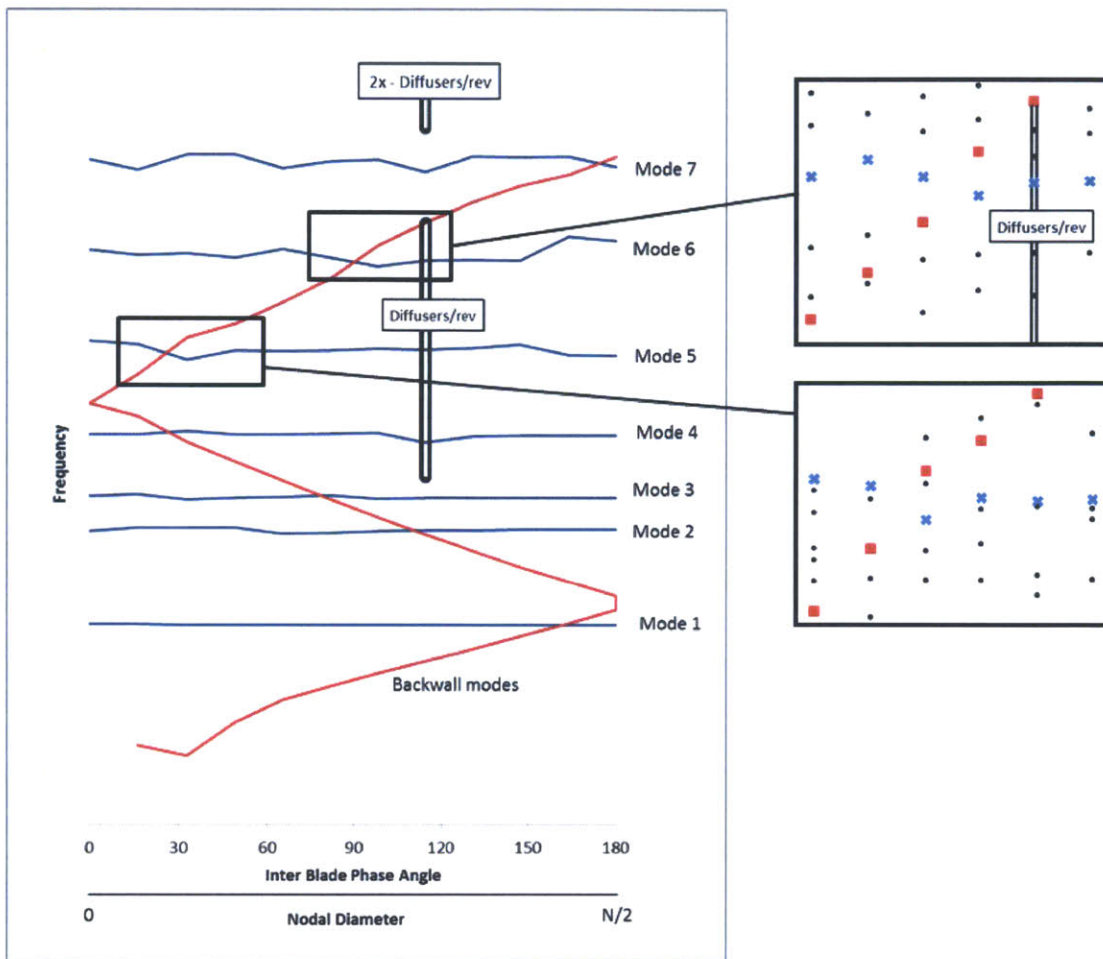 2x - Diffusers/rev
Mode 7
Mode 6
Diffusers/rev
Mode 5
Mode 4
Mode 3
Mode 2
Mode 1
Backwall modes
Frequency
0 30 60 90 120 150 180
Inter Blade Phase Angle
0 Nodal Diameter N/2
Diffusers/rev